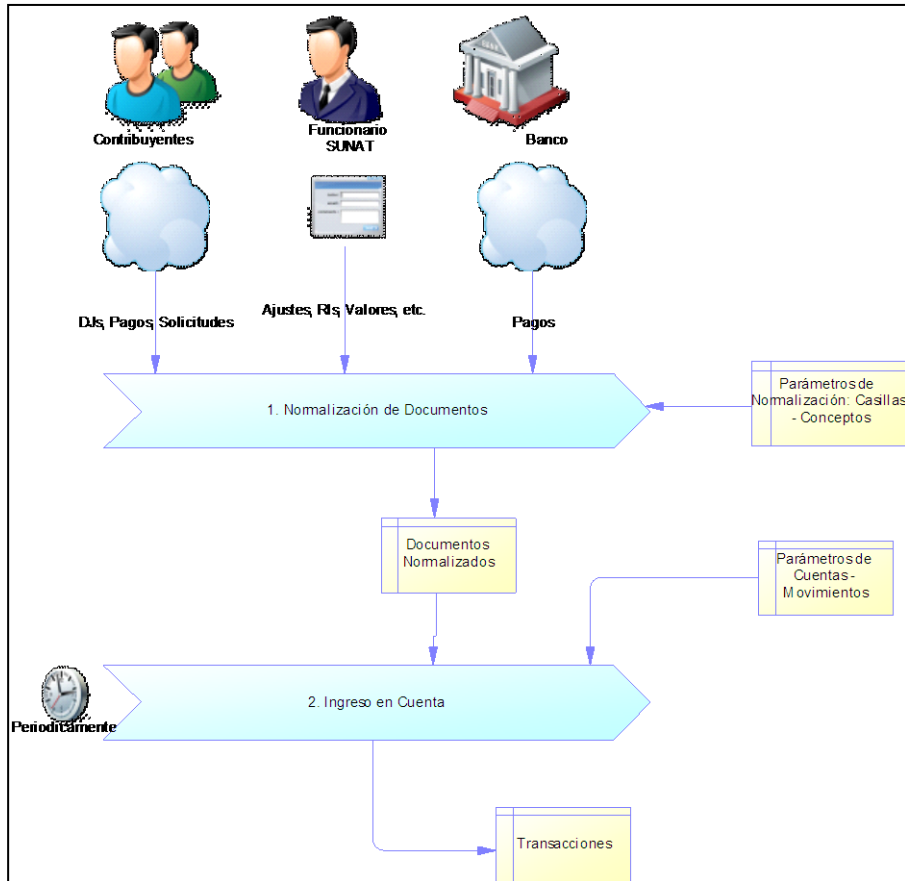 Contribuyentes
Funcionario
SUNAT
Banco
DJs, Pagos, Solicitudes
Ajustes, RIs, Valores, etc.
Pagos
1. Normalización de Documentos
Parámetros de
Normalización: Casillas
- Conceptos
Documentos
Normalizados
Parámetros de
Cuentas -
Movimientos
2. Ingreso en Cuenta
Periodicamente
Transacciones